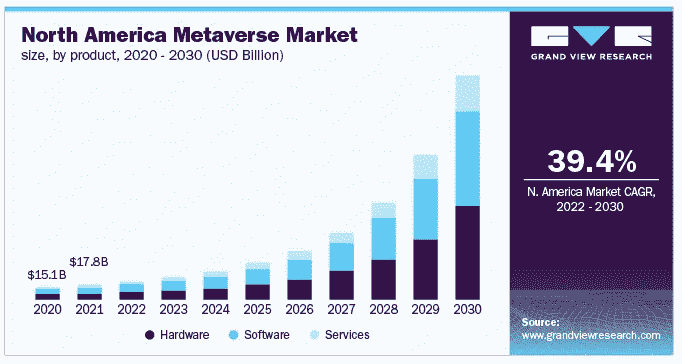 North America Metaverse Market
size, by product, 2020 - 2030 (USD Billion)
$15.1B
$17.8B
2020 2021 2022 2023 2024 2025 2026 2027 2028 2029 2030
Hardware Software Services
GRAND VIEW RESEARCH
39.4%
N. America Market CAGR,
2022 - 2030
Source:
www.grandviewresearch.com